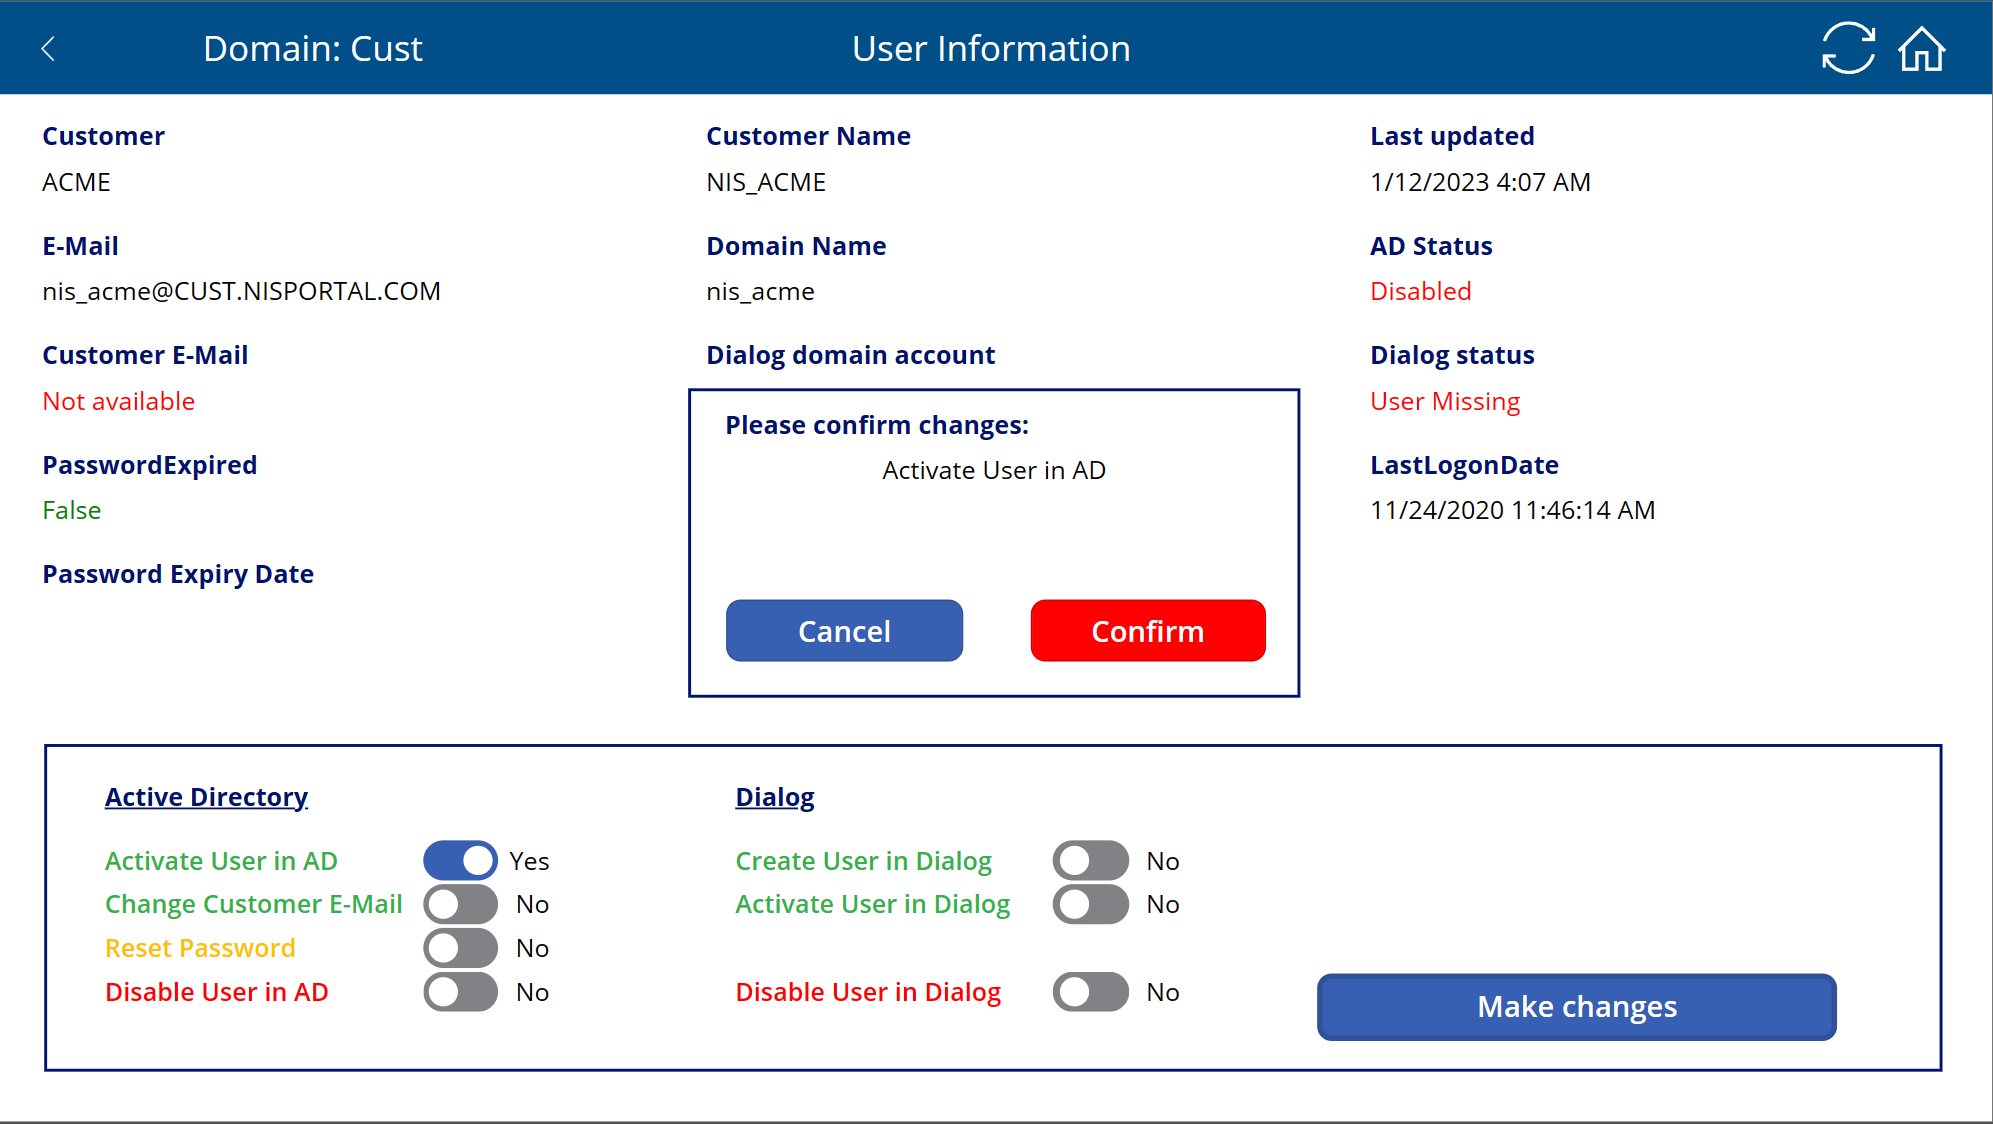 Domain: Cust
User Information
Customer
Customer Name
Last updated
ACME
NIS_ACME
1/12/2023 4:07 AM
E-Mail
Domain Name
AD Status
nis_acme@CUST.NISPORTAL.COM
nis_acme
Disabled
Customer E-Mail
Dialog domain account
Dialog status
Not available
User Missing
Please confirm changes:
Activate User in AD
PasswordExpired
LastLogonDate
False
11/24/2020 11:46:14 AM
Password Expiry Date
Cancel
Confirm
Active Directory
Dialog
Activate User in AD
Yes
Create User in Dialog
No
Change Customer E-Mail
No
Activate User in Dialog
No
Reset Password
No
Disable User in AD
No
Disable User in Dialog
No
Make changes